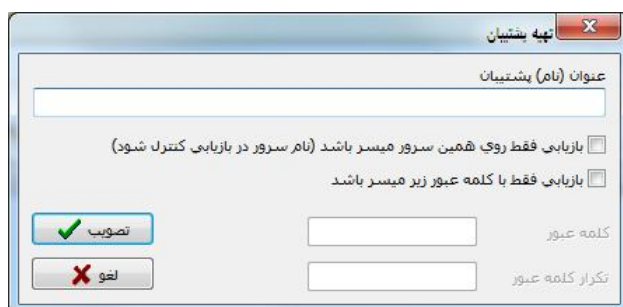 تهیه پشتیبان
عنوان (نام) پشتیبان
بازیابی فقط روی همین سرور میسر باشد (نام سرور در بازیابی کنترل شود)
بازیابی فقط با کلمه عبور زیر میسر باشد
کلمه عبور
تصویب
تکرار کلمه عبور
لغو